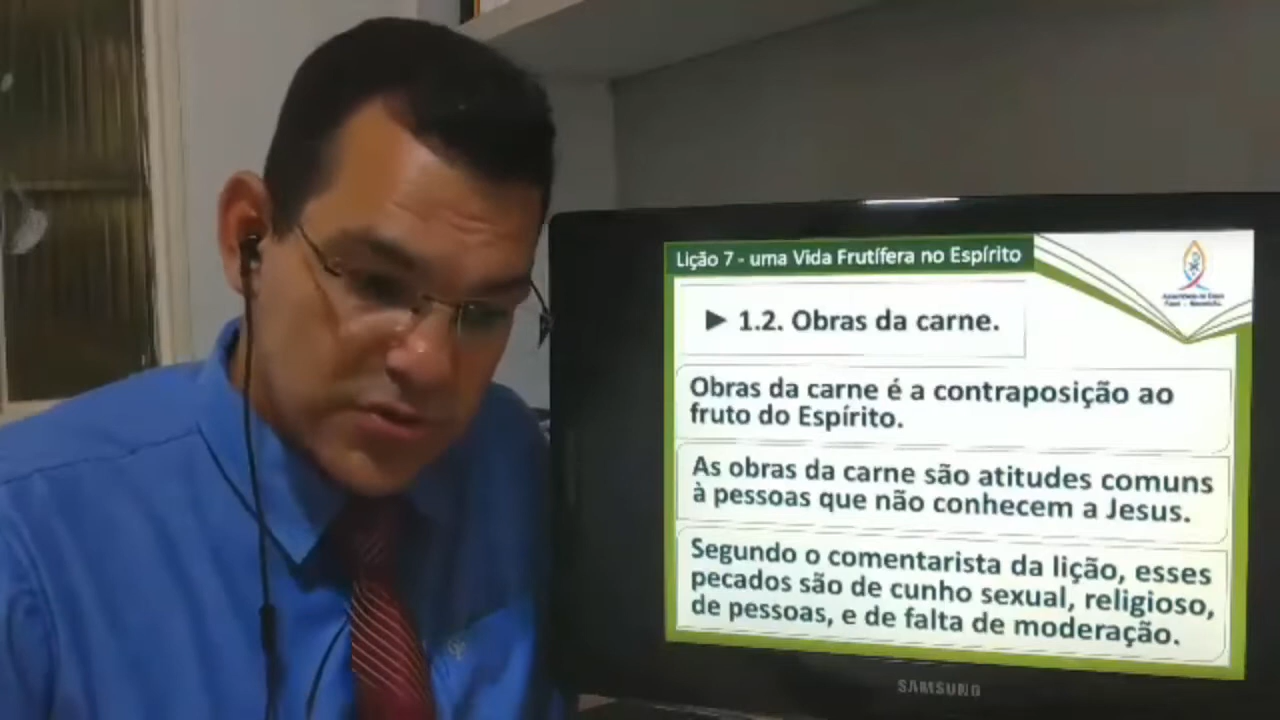 Lição 7 - uma Vida Frutífera no Espírito
► 1.2. Obras da carne.
Obras da carne é a contraposição ao
fruto do Espírito.
As obras da carne são atitudes comuns
à pessoas que não conhecem a Jesus.
Segundo o comentarista da lição, esses
pecados são de cunho sexual, religioso,
de pessoas, e de falta de moderação.
SAMSUNG